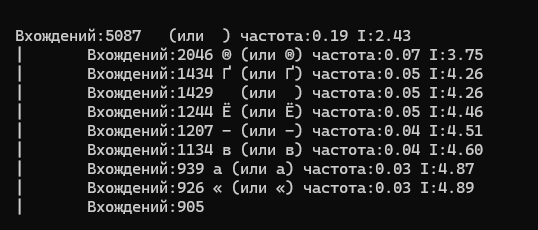 Вхождений:5087   (или  ) частота:0.19 I:2.43
|       Вхождений:2046 ® (или ®) частота:0.07 I:3.75
|       Вхождений:1434 Ґ (или Ґ) частота:0.05 I:4.26
|       Вхождений:1429   (или  ) частота:0.05 I:4.26
|       Вхождений:1244 Ё (или Ё) частота:0.05 I:4.46
|       Вхождений:1207 – (или –) частота:0.04 I:4.51
|       Вхождений:1134 в (или в) частота:0.04 I:4.60
|       Вхождений:939 а (или а) частота:0.03 I:4.87
|       Вхождений:926 « (или «) частота:0.03 I:4.89
|       Вхождений:905